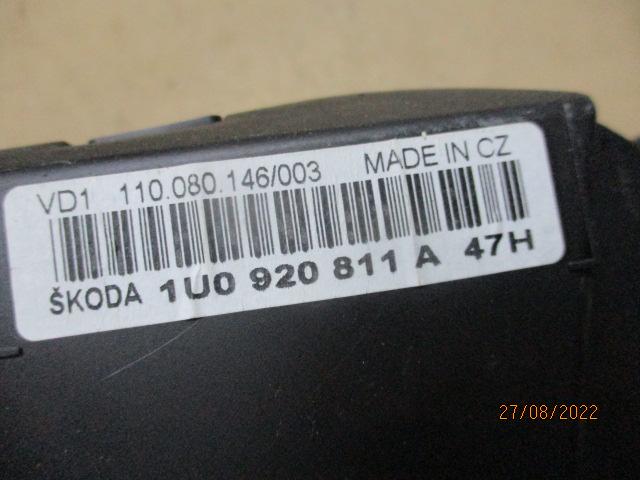 VD1 110.080.146/003 MADE IN CZ
ŠKODA 1U0 920 811 A 47H
27/08/2022